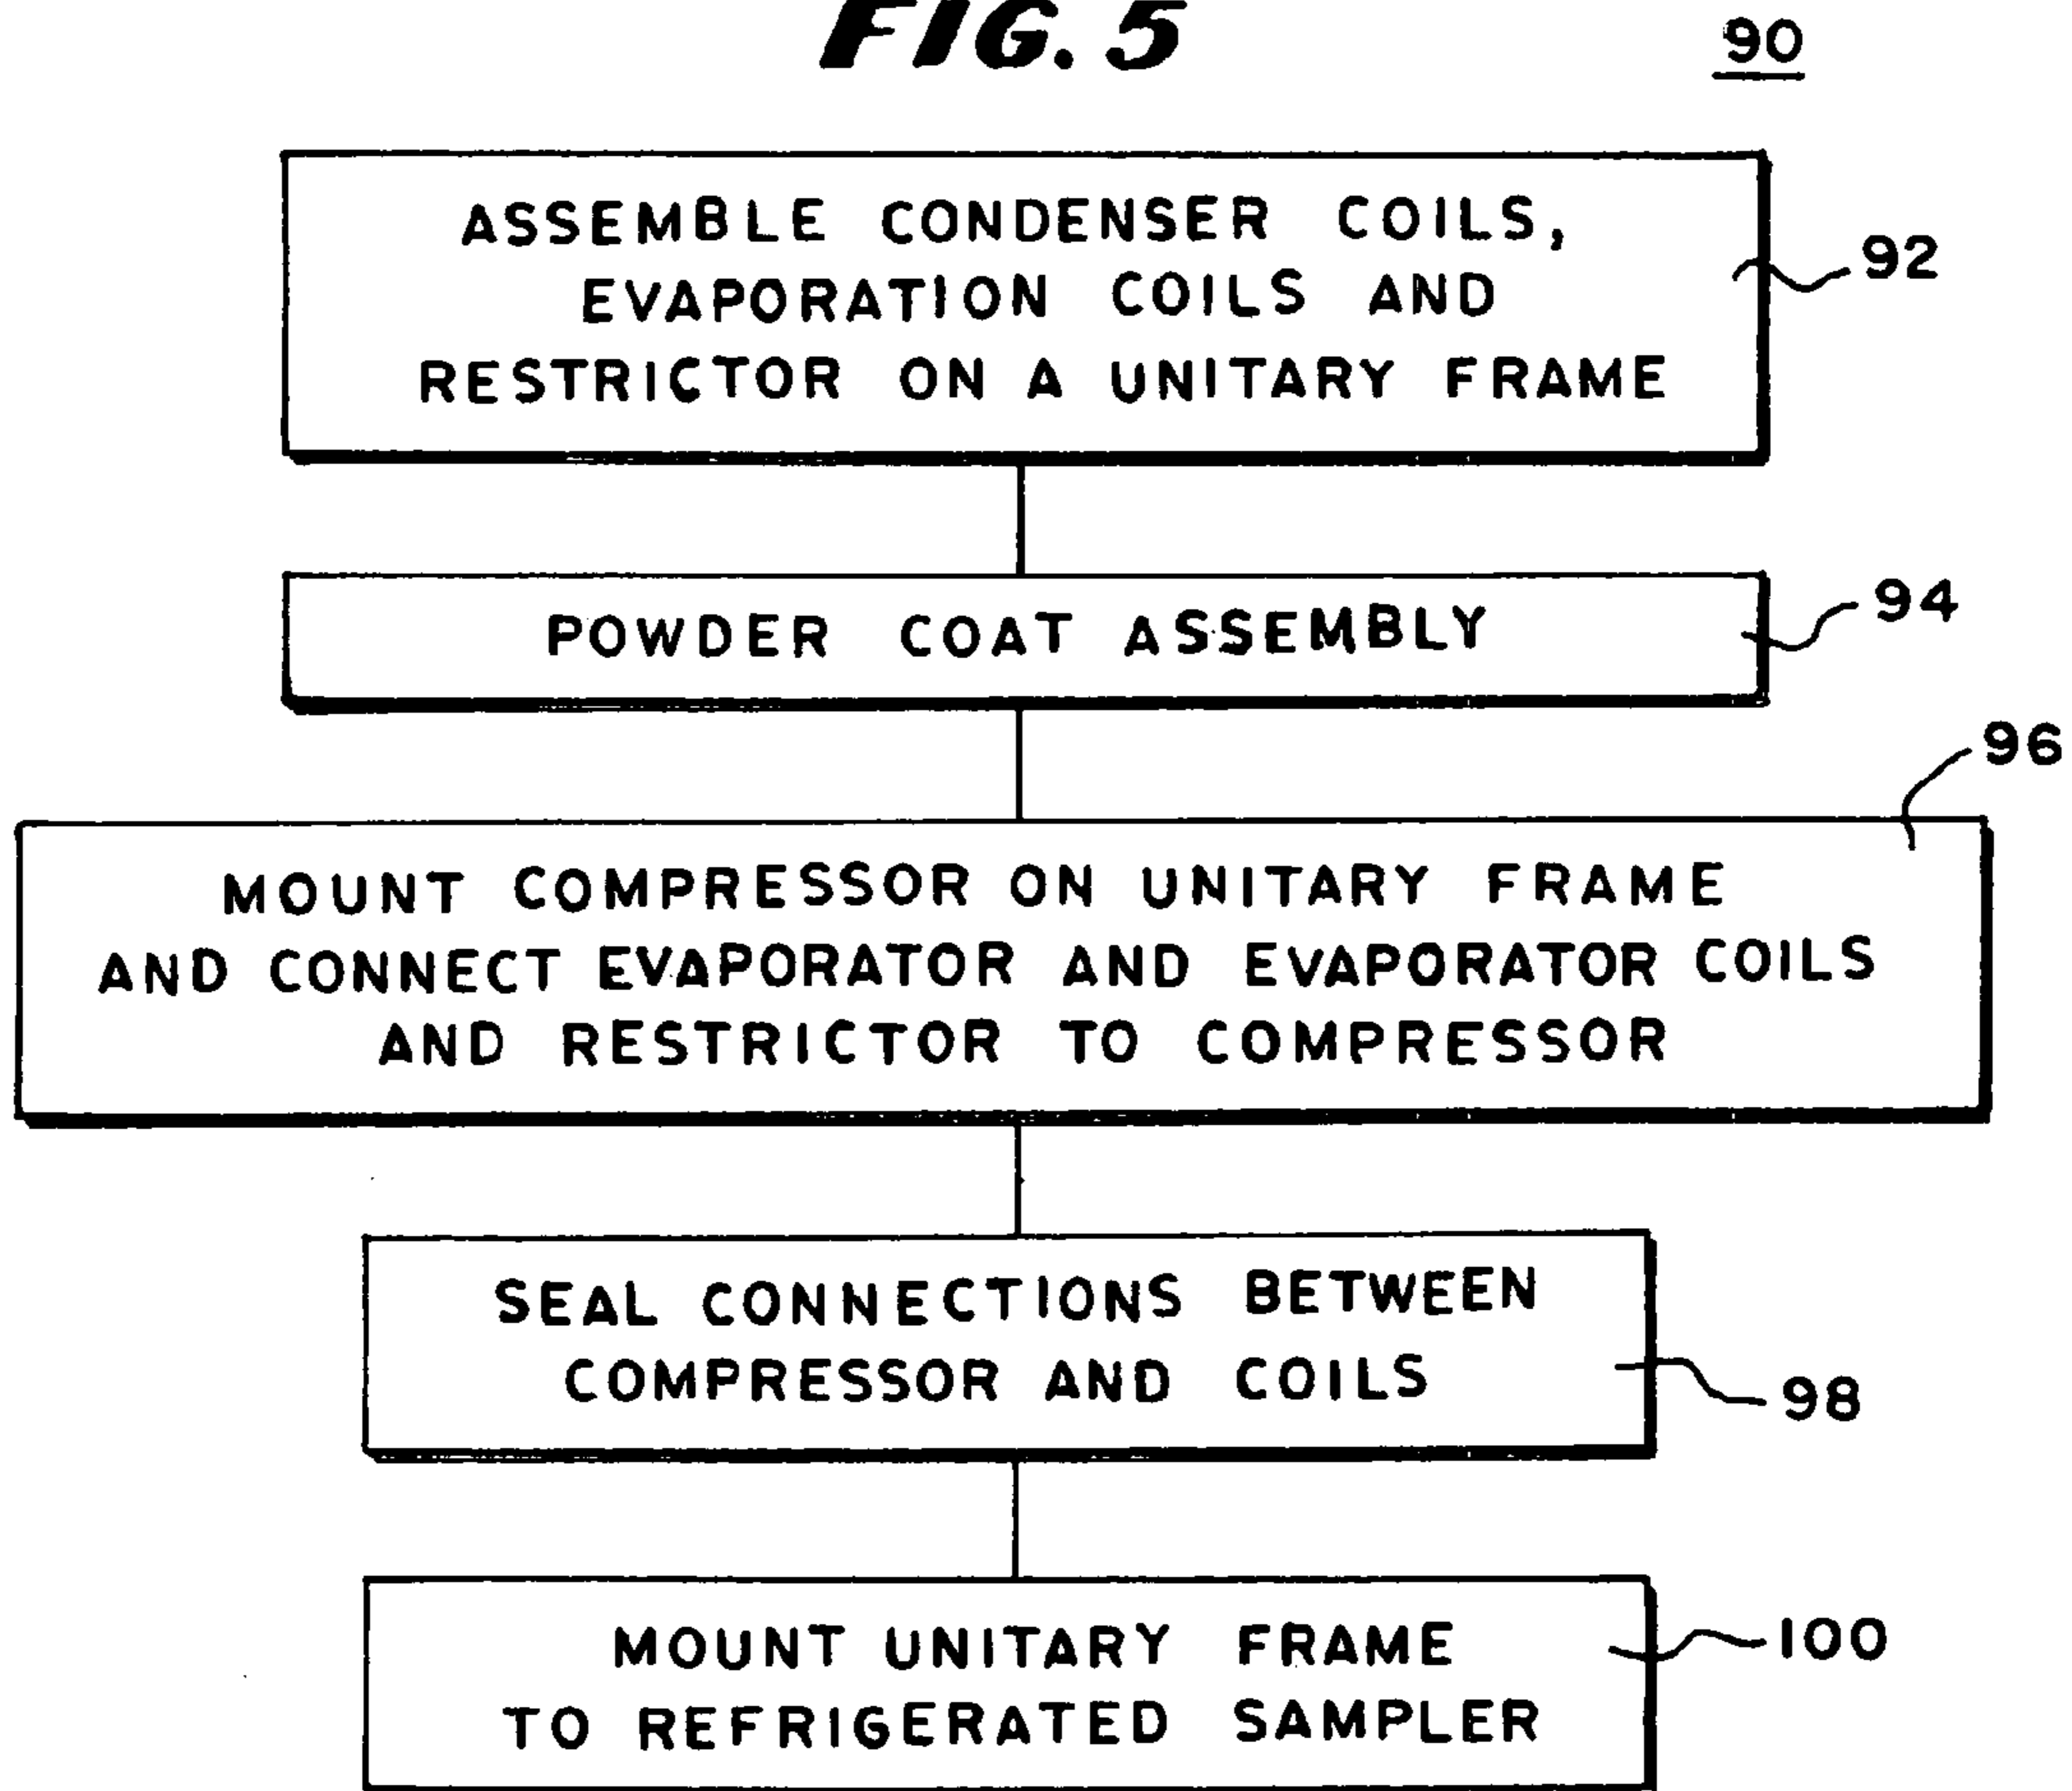 FIG. 5
90
ASSEMBLE CONDENSER COILS,
EVAPORATION COILS AND
RESTRICTOR ON A UNITARY FRAME
92
POWDER COAT ASSEMBLY
94
96
MOUNT COMPRESSOR ON UNITARY FRAME
AND CONNECT EVAPORATOR AND EVAPORATOR COILS
AND RESTRICTOR TO COMPRESSOR
SEAL CONNECTIONS BETWEEN
COMPRESSOR AND COILS
98
MOUNT UNITARY FRAME
TO REFRIGERATED SAMPLER
100